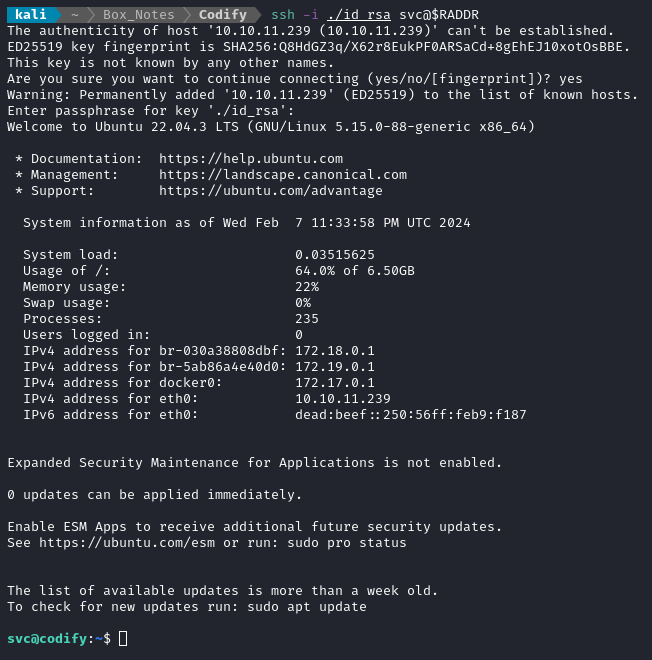 kali ~ Box_Notes Codify ssh -i ./id_rsa svc@$RADDR
The authenticity of host '10.10.11.239 (10.10.11.239)' can't be established.
ED25519 key fingerprint is SHA256:Q8HdGZ3q/X62r8EukPF0ARSaCd+8gEhEJ10xotOsBBE.
This key is not known by any other names.
Are you sure you want to continue connecting (yes/no/[fingerprint])? yes
Warning: Permanently added '10.10.11.239' (ED25519) to the list of known hosts.
Enter passphrase for key './id_rsa':
Welcome to Ubuntu 22.04.3 LTS (GNU/Linux 5.15.0-88-generic x86_64)
* Documentation: https://help.ubuntu.com
* Management: https://landscape.canonical.com
* Support: https://ubuntu.com/advantage
System information as of Wed Feb 7 11:33:58 PM UTC 2024
System load: 0.03515625
Usage of /: 64.0% of 6.50GB
Memory usage: 22%
Swap usage: 0%
Processes: 235
Users logged in: 0
IPv4 address for br-030a38808dbf: 172.18.0.1
IPv4 address for br-5ab86a4e40d0: 172.19.0.1
IPv4 address for docker0: 172.17.0.1
IPv4 address for eth0: 10.10.11.239
IPv6 address for eth0: dead:beef::250:56ff:feb9:f187
Expanded Security Maintenance for Applications is not enabled.
0 updates can be applied immediately.
Enable ESM Apps to receive additional future security updates.
See https://ubuntu.com/esm or run: sudo pro status
The list of available updates is more than a week old.
To check for new updates run: sudo apt update
svc@codify:~$